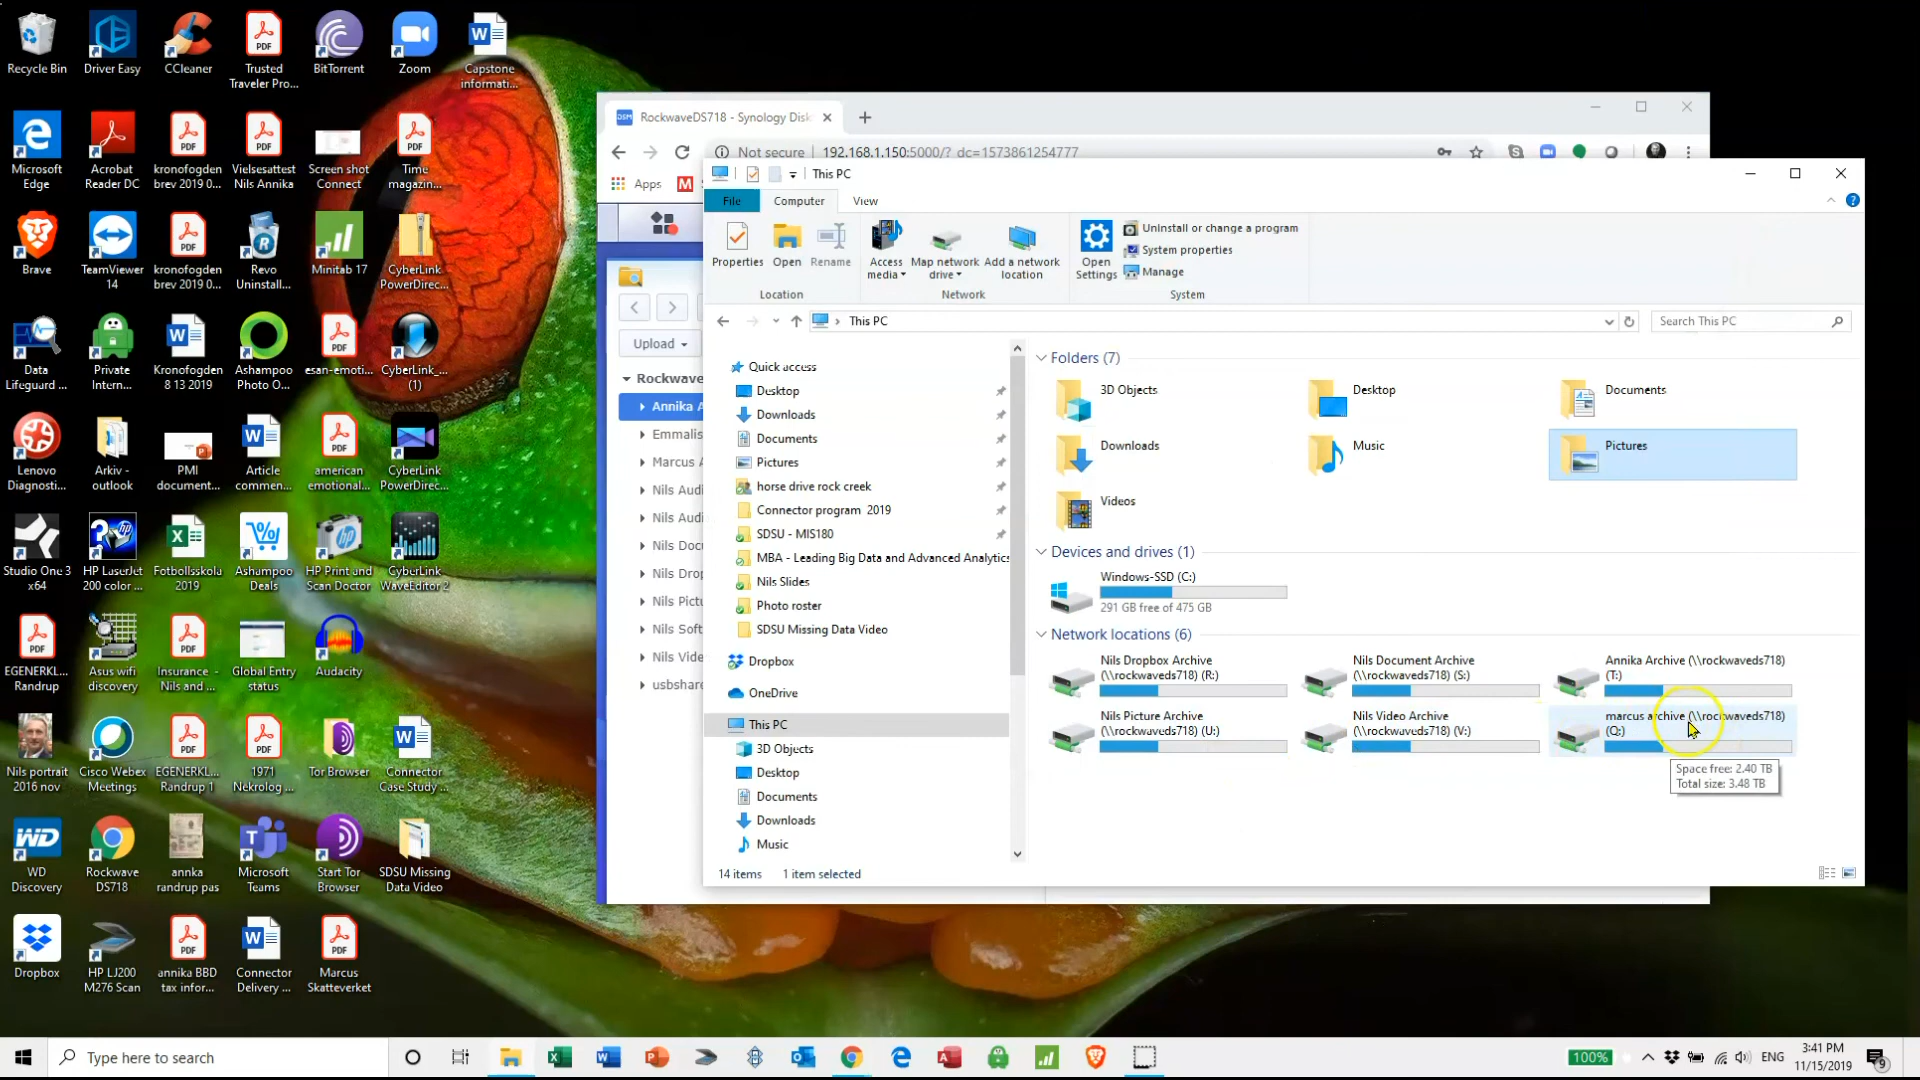 Recycle Bin
Driver Easy
CCleaner
Trusted
Traveler Pro...
BitTorrent
Zoom
Capstone
informati...
Microsoft
Edge
Acrobat
Reader DC
kronofogden
brev 2019 0...
Vielsesattest
Nils Annika
Screen shot
Connect
Time
magazin...
Brave
TeamViewer
14
kronofogden
brev 2019 0...
Revo
Uninstall...
Minitab 17
CyberLink
PowerDirec...
Data
Lifeguard ...
Private
Intern...
Kronofogden
8 13 2019
Ashampoo
Photo O...
esan-emoti...
CyberLink_...
(1)
Lenovo
Diagnosti...
Arkiv -
outlook
PMI
document...
Article
commen...
american
emotional...
CyberLink
PowerDirec...
Studio One 3
x64
HP LaserJet
200 color ...
Fotbollsskola
2019
Ashampoo
Deals
HP Print and
Scan Doctor
CyberLink
WaveEditor 2
EGENERKL...
Randrup
Asus wifi
discovery
Insurance -
Nils and ...
Global Entry
status
Audacity
Nils portrait
2016 nov
Cisco Webex
Meetings
EGENERKL...
Randrup 1
1971
Nekrolog ...
Tor Browser
Connector
Case Study ...
WD
Discovery
Rockwave
DS718
annka
randrup pas
Microsoft
Teams
Start Tor
Browser
SDSU Missing
Data Video
Dropbox
HP LJ200
M276 Scan
annika BBD
tax infor...
Connector
Delivery ...
Marcus
Skatteverket
RockwaveDS718 - Synology Disk
Not secure 192.168.1.150:5000/?_dc=1573861254777
Apps
Upload
Rockwave
Annika A
Emmalis
Marcus A
Nils Audi
Nils Audi
Nils Docu
Nils Drop
Nils Pictu
Nils Soft
Nils Vide
usbshare
This PC
File Computer View
Properties
Open
Rename
Location
Access
media
Map network
drive
Add a network
location
Network
Open
Settings
Uninstall or change a program
System properties
Manage
System
This PC
Search This PC
Quick access
Desktop
Downloads
Documents
Pictures
horse drive rock creek
Connector program 2019
SDSU - MIS180
MBA - Leading Big Data and Advanced Analytics
Nils Slides
Photo roster
SDSU Missing Data Video
Dropbox
OneDrive
This PC
3D Objects
Desktop
Documents
Downloads
Music
Folders (7)
3D Objects
Desktop
Documents
Downloads
Music
Pictures
Videos
Devices and drives (1)
Windows-SSD (C:)
291 GB free of 475 GB
Network locations (6)
Nils Dropbox Archive
(\\rockwaveds718) (R:)
Nils Document Archive
(\\rockwaveds718) (S:)
Annika Archive (\\rockwaveds718)
(T:)
Nils Picture Archive
(\\rockwaveds718) (U:)
Nils Video Archive
(\\rockwaveds718) (V:)
marcus archive (\\rockwaveds718)
(Q:)
Space free: 2.40 TB
Total size: 3.48 TB
14 items 1 item selected
Type here to search
100%
ENG
3:41 PM
11/15/2019